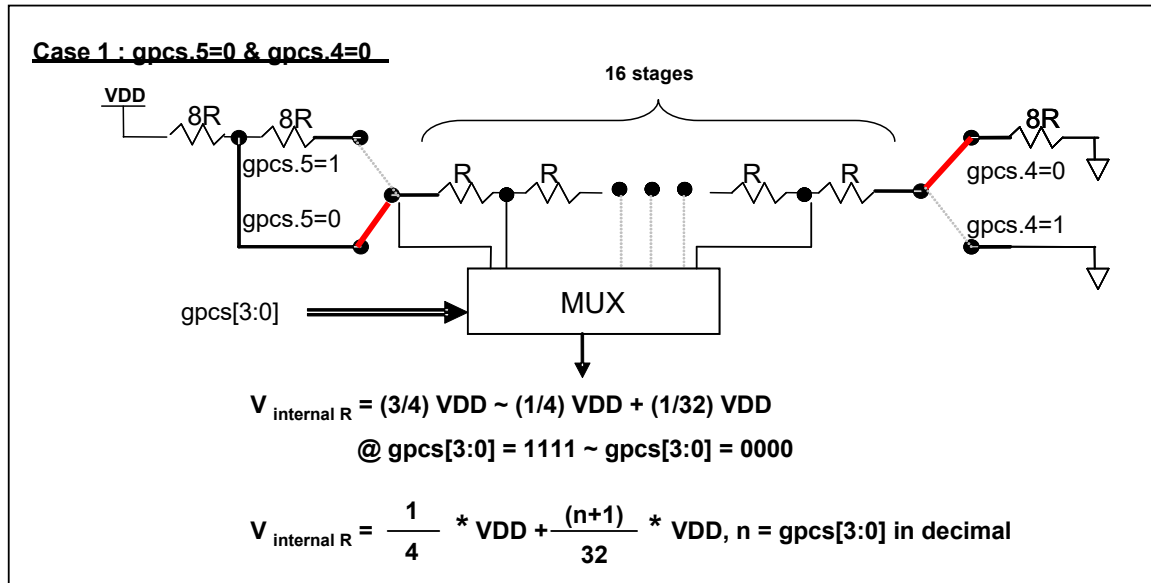 Case 1 : gpcs.5=0 & gpcs.4=0
16 stages
VDD
8R
8R
8R
gpcs.5=1
gpcs.4=0
R
R
R
R
gpcs.5=0
gpcs.4=1
MUX
gpcs[3:0]
V internal R = (3/4) VDD ~ (1/4) VDD + (1/32) VDD
@ gpcs[3:0] = 1111 ~ gpcs[3:0] = 0000
V internal R = 1/4 * VDD + (n+1)/32 * VDD, n = gpcs[3:0] in decimal